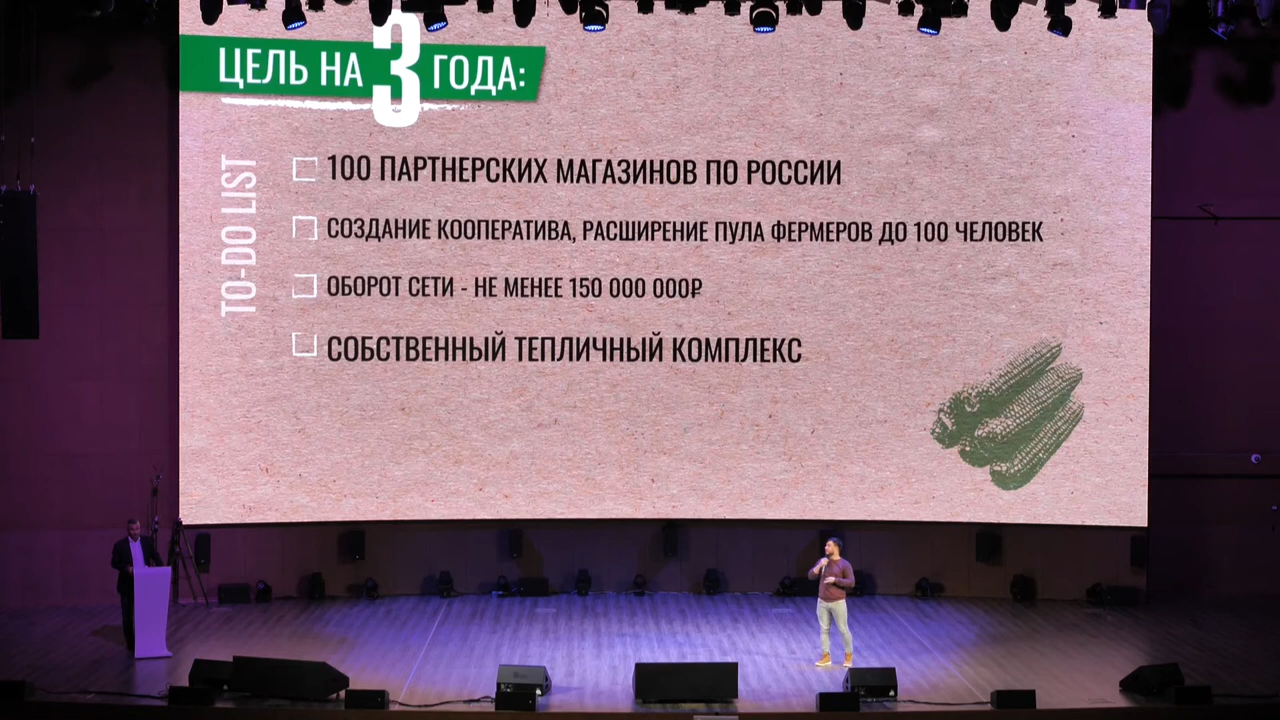 ЦЕЛЬ НА 3 ГОДА:
TO-DO LIST
100 ПАРТНЕРСКИХ МАГАЗИНОВ ПО РОССИИ
СОЗДАНИЕ КООПЕРАТИВА, РАСШИРЕНИЕ ПУЛА ФЕРМЕРОВ ДО 100 ЧЕЛОВЕК
ОБОРОТ СЕТИ - НЕ МЕНЕЕ 150 000 000₽
СОБСТВЕННЫЙ ТЕПЛИЧНЫЙ КОМПЛЕКС